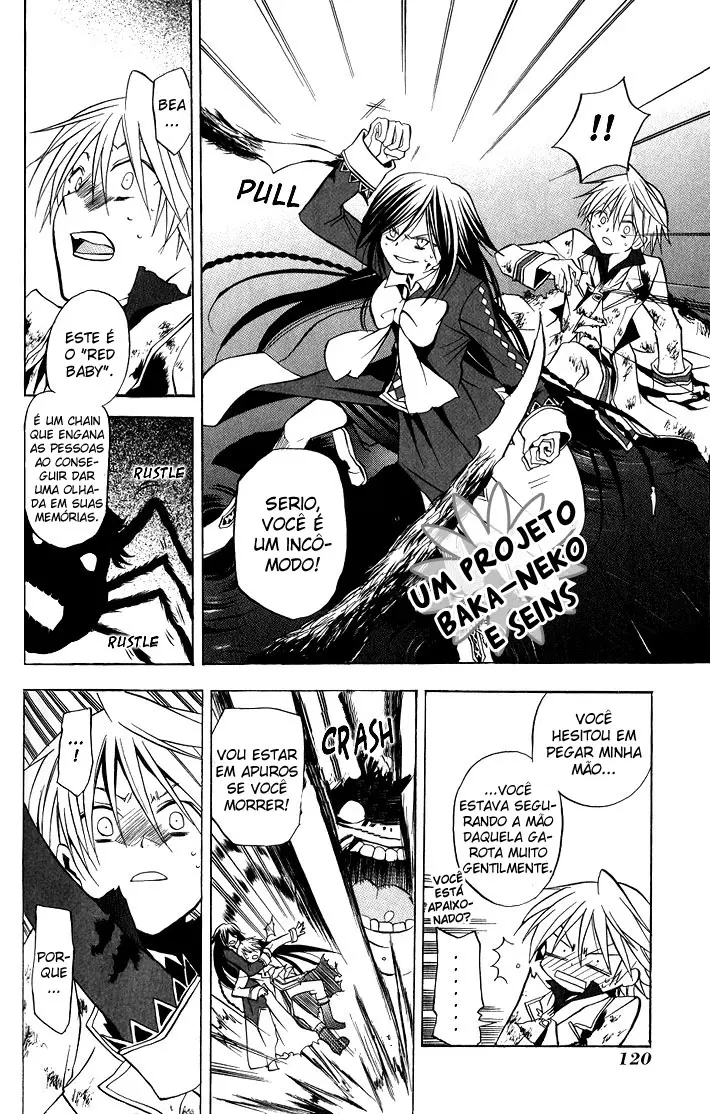 !!
PULL
SERIO,
VOCÊ É
UM INCÔ-
MODO!
UM PROJETO
BAKA-NEKO
E SEINS
BEA
...
ESTE É
O "RED
BABY".
É UM CHAIN
QUE ENGANA
AS PESSOAS
AO CONSE-
GUIR DAR
UMA OLHA-
DA EM SUAS
MEMÓRIAS.
RUSTLE
RUSTLE
VOCÊ
HESITOU EM
PEGAR MINHA
MÃO...
...VOCÊ
ESTAVA SEGU-
RANDO A MÃO
DAQUELA GA-
ROTA MUITO
GENTILMENTE.
VOCÊ
ESTÁ
APAIXO-
NADO?
......
CRASH
VOU ESTAR
EM APUROS
SE VOCÊ
MORRER!
...!
POR-
QUE
...
120